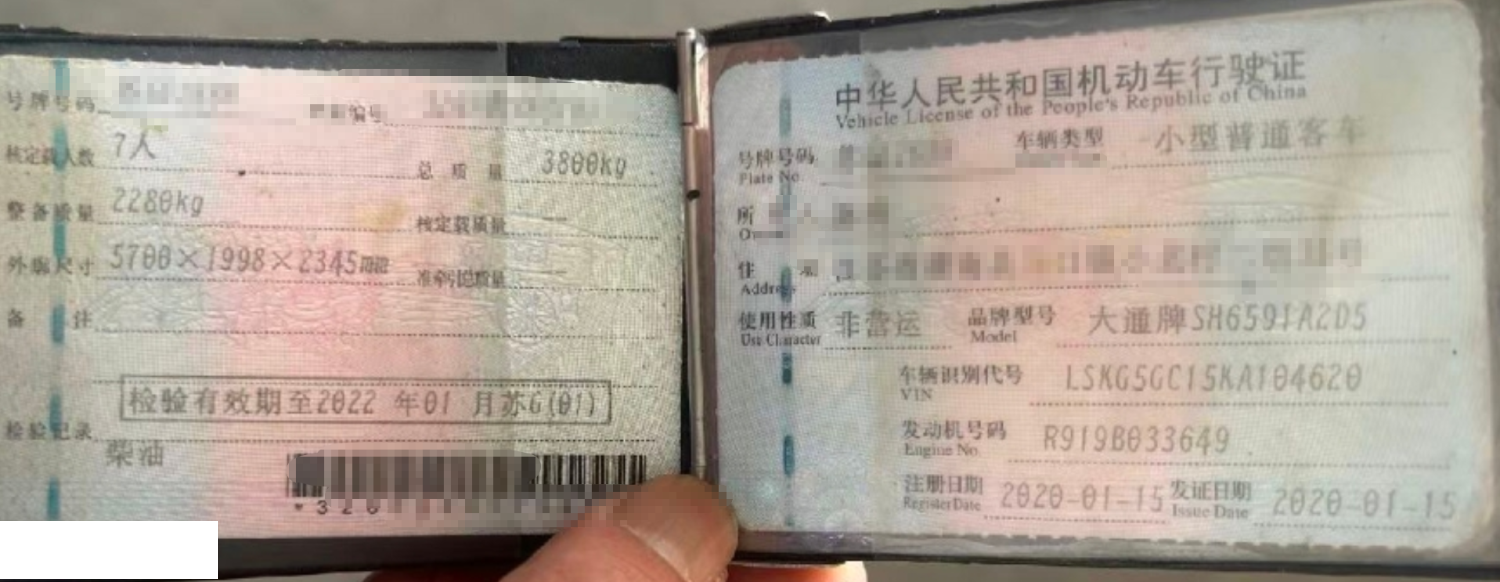 号牌号码
编号
核定载人数 7人
总质量 3800kg
整备质量 2280kg
核定载质量 —
外廓尺寸 5700×1998×2345mm
准牵引总质量 —
备注
检验有效期至2022 年01 月苏G(01)
检验记录
柴油
*320
中华人民共和国机动车行驶证
Vehicle License of the People's Republic of China
号牌号码 车辆类型 小型普通客车
Plate No.
所 人
住
Address
使用性质 非营运 品牌型号 大通牌SH6591A2D5
Use Character Model
车辆识别代号 LSKG5GC15KA104620
VIN
发动机号码 R919B033649
Engine No.
注册日期 2020-01-15 发证日期 2020-01-15
Register Date Issue Date